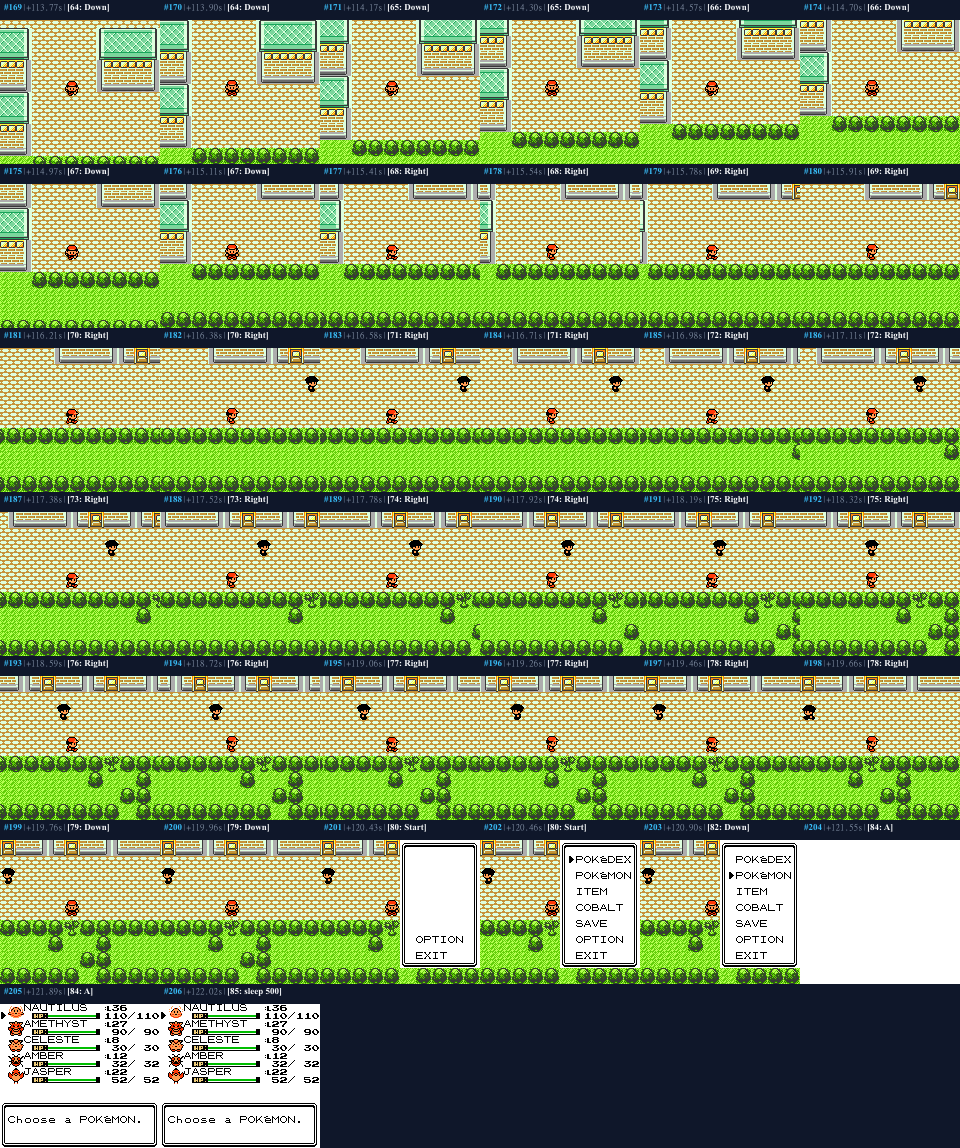 #169|+113.77s| [64: Down] #170|+113.90s| [64: Down] #171|+114.17s| [65: Down] #172|+114.30s| [65: Down] #173|+114.57s| [66: Down] #174|+114.70s| [66: Down]
#175|+114.97s| [67: Down] #176|+115.11s| [67: Down] #177|+115.41s| [68: Right] #178|+115.54s| [68: Right] #179|+115.78s| [69: Right] #180|+115.91s| [69: Right]
#181|+116.21s| [70: Right] #182|+116.38s| [70: Right] #183|+116.58s| [71: Right] #184|+116.71s| [71: Right] #185|+116.98s| [72: Right] #186|+117.11s| [72: Right]
#187|+117.38s| [73: Right] #188|+117.52s| [73: Right] #189|+117.78s| [74: Right] #190|+117.92s| [74: Right] #191|+118.19s| [75: Right] #192|+118.32s| [75: Right]
#193|+118.59s| [76: Right] #194|+118.72s| [76: Right] #195|+119.06s| [77: Right] #196|+119.26s| [77: Right] #197|+119.46s| [78: Right] #198|+119.66s| [78: Right]
#199|+119.76s| [79: Down] #200|+119.96s| [79: Down] #201|+120.43s| [80: Start] #202|+120.46s| [80: Start] #203|+120.90s| [82: Down] #204|+121.55s| [84: A]
OPTION
EXIT
POKéDEX
POKéMON
ITEM
COBALT
SAVE
OPTION
EXIT
POKéDEX
POKéMON
ITEM
COBALT
SAVE
OPTION
EXIT
#205|+121.89s| [84: A] #206|+122.02s| [85: sleep 500]
NAUTILUS :L36
HP 110/110
AMETHYST :L27
HP 90/ 90
CELESTE :L8
HP 30/ 30
AMBER :L12
HP 32/ 32
JASPER :L22
HP 52/ 52
Choose a POKéMON.
NAUTILUS :L36
HP 110/110
AMETHYST :L27
HP 90/ 90
CELESTE :L8
HP 30/ 30
AMBER :L12
HP 32/ 32
JASPER :L22
HP 52/ 52
Choose a POKéMON.